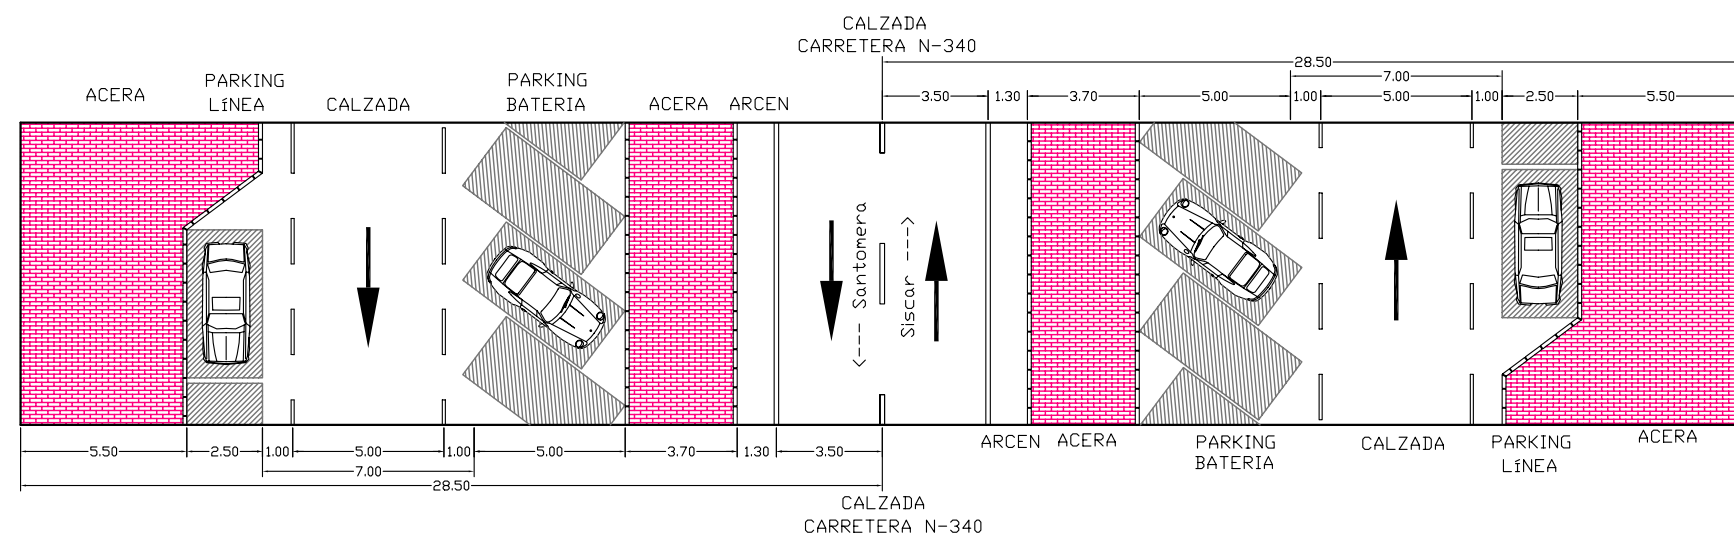 CALZADA
CARRETERA N-340
28.50
7.00
3.50 1.30 3.70 5.00 1.00 5.00 1.00 2.50 5.50
ACERA
PARKING
LíNEA
CALZADA
PARKING
BATERIA
ACERA
ARCEN
<---- Santomera
Siscar ---->
ARCEN
ACERA
PARKING
BATERIA
CALZADA
PARKING
LíNEA
ACERA
5.50 2.50 1.00 5.00 1.00 5.00 3.70 1.30 3.50
7.00
28.50
CALZADA
CARRETERA N-340